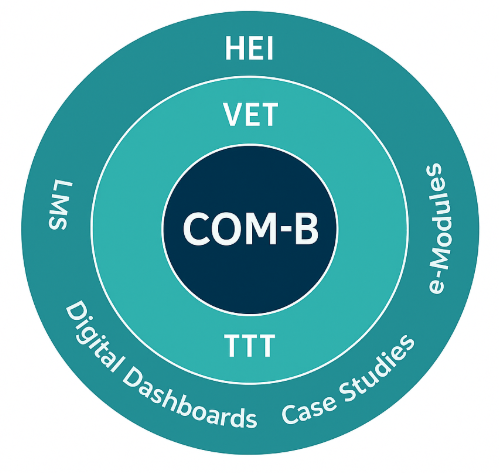 HEI
VET
COM-B
TTT
LMS
Digital Dashboards
Case Studies
e-Modules